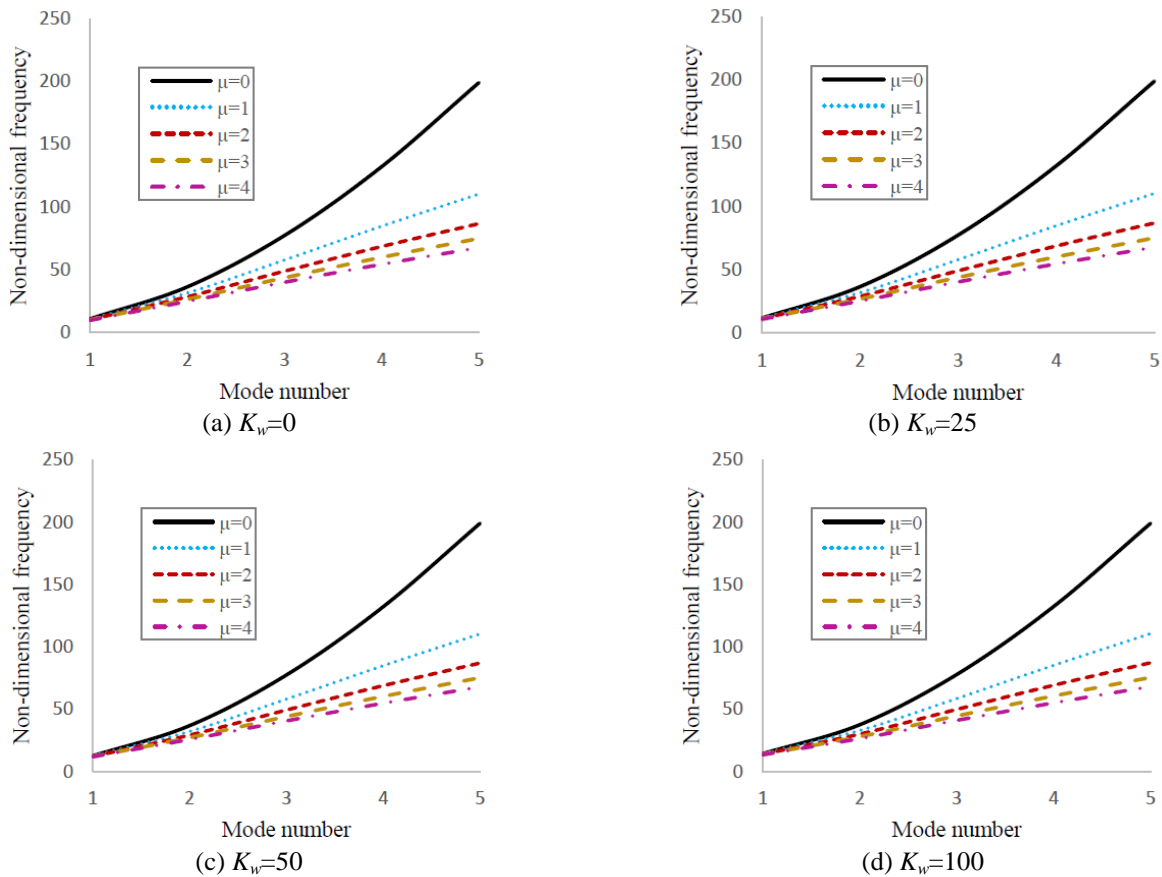 Non-dimensional frequency
250
200
150
100
50
0
μ=0
μ=1
μ=2
μ=3
μ=4
1 2 3 4 5
Mode number
(a) Kw=0
Non-dimensional frequency
250
200
150
100
50
0
μ=0
μ=1
μ=2
μ=3
μ=4
1 2 3 4 5
Mode number
(b) Kw=25
Non-dimensional frequency
250
200
150
100
50
0
μ=0
μ=1
μ=2
μ=3
μ=4
1 2 3 4 5
Mode number
(c) Kw=50
Non-dimensional frequency
250
200
150
100
50
0
μ=0
μ=1
μ=2
μ=3
μ=4
1 2 3 4 5
Mode number
(d) Kw=100